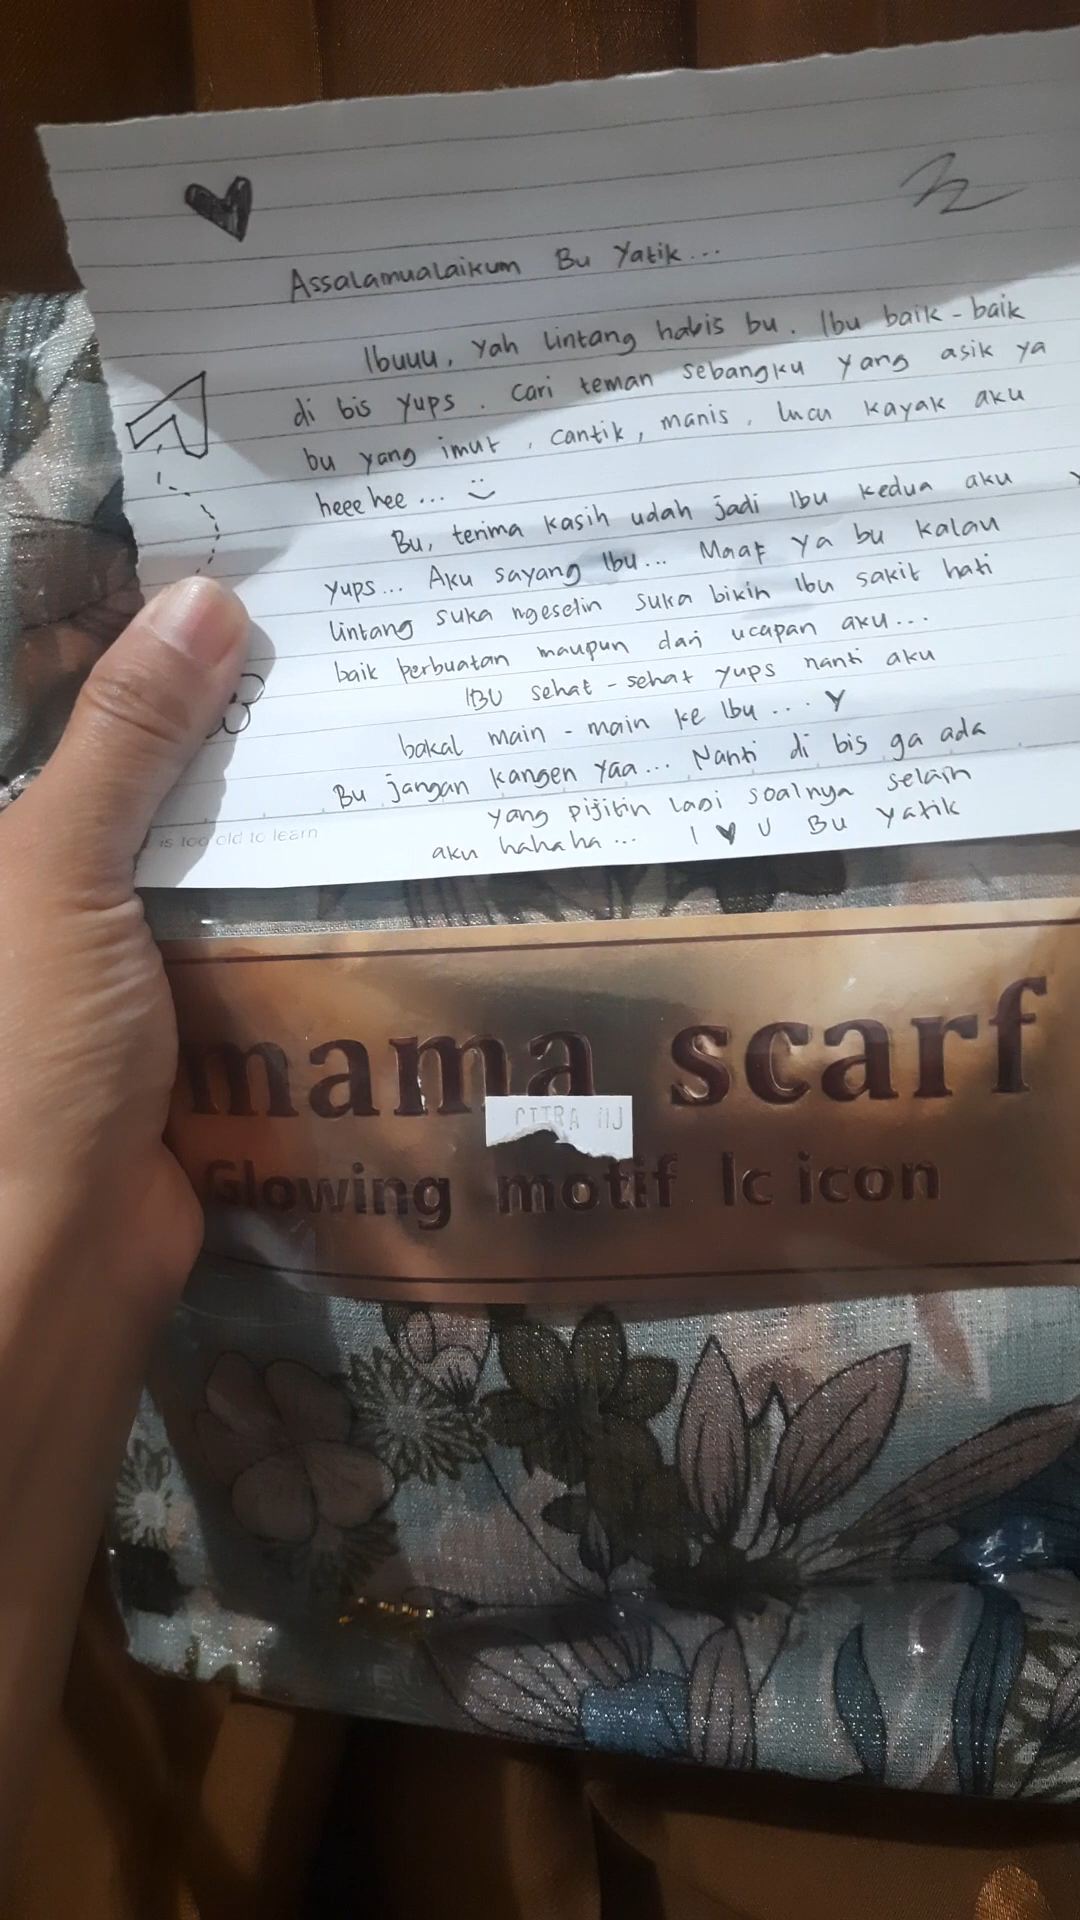 Assalamualaikum Bu Yatik...
Ibuuu, Yah lintang habis bu. Ibu baik-baik
di bis yups. Cari teman sebangku yang asik ya
bu yang imut, cantik, manis, lucu kayak aku
heee hee...
Bu, terima kasih udah jadi Ibu kedua aku
yups... Aku sayang Ibu... Maaf ya bu kalau
lintang suka ngeselin suka bikin Ibu sakit hati
baik perbuatan maupun dari ucapan aku...
IBU sehat-sehat yups nanti aku
bakal main-main ke Ibu... Y
Bu jangan kangen yaa... Nanti di bis ga ada
yang pijitin lagi soalnya selain
aku hahaha... I ♥ U Bu Yatik
is too old to learn
mama scarf
CITRA MJ
Glowing motif lc icon